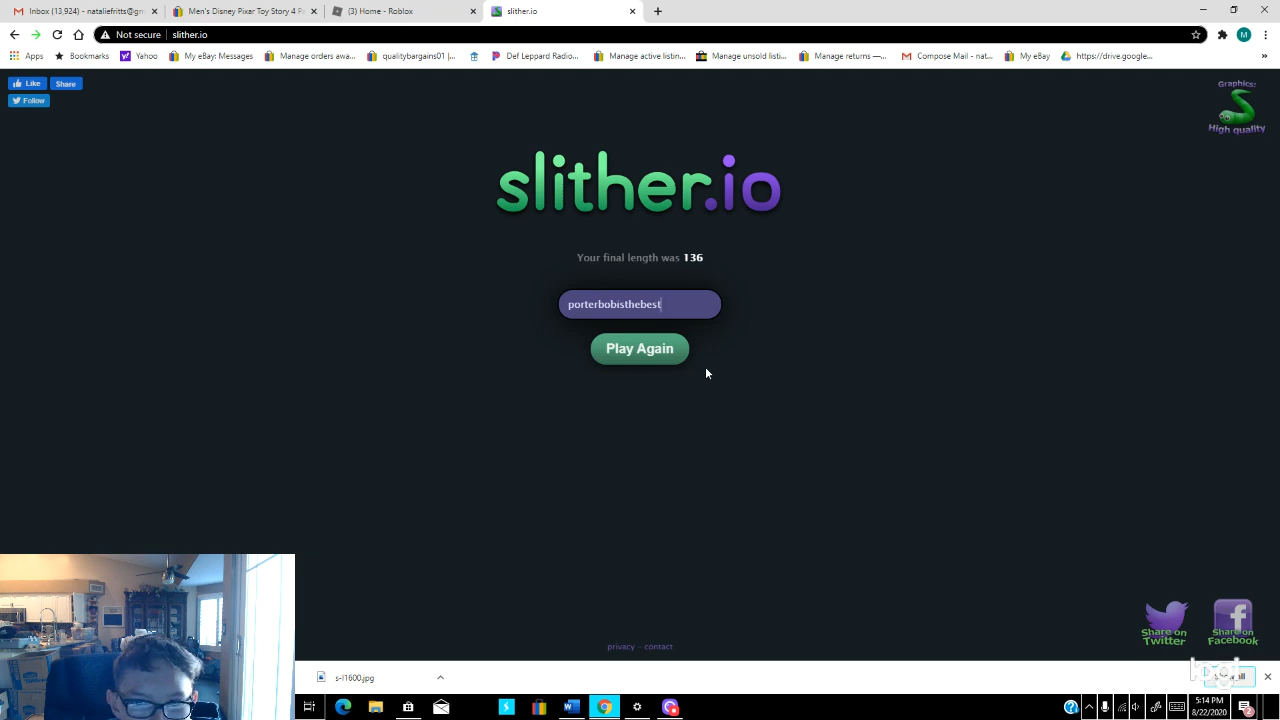 Inbox (13,924) - nataliefritts@gm
Men's Disney Pixar Toy Story 4 P
(3) Home - Roblox
slither.io
Not secure | slither.io
Apps
Bookmarks
Yahoo
My eBay: Messages
Manage orders awa...
qualitybargains01 |...
Def Leppard Radio...
Manage active listin...
Manage unsold listi...
Manage returns —...
Compose Mail - nat...
My eBay
https://drive.google...
M
Like
Share
Follow
Graphics:
High quality
slither.io
Your final length was 136
porterbobisthebest
Play Again
Share on
Twitter
Share on
Facebook
privacy - contact
s-l1600.jpg
5:14 PM
8/22/2020
2